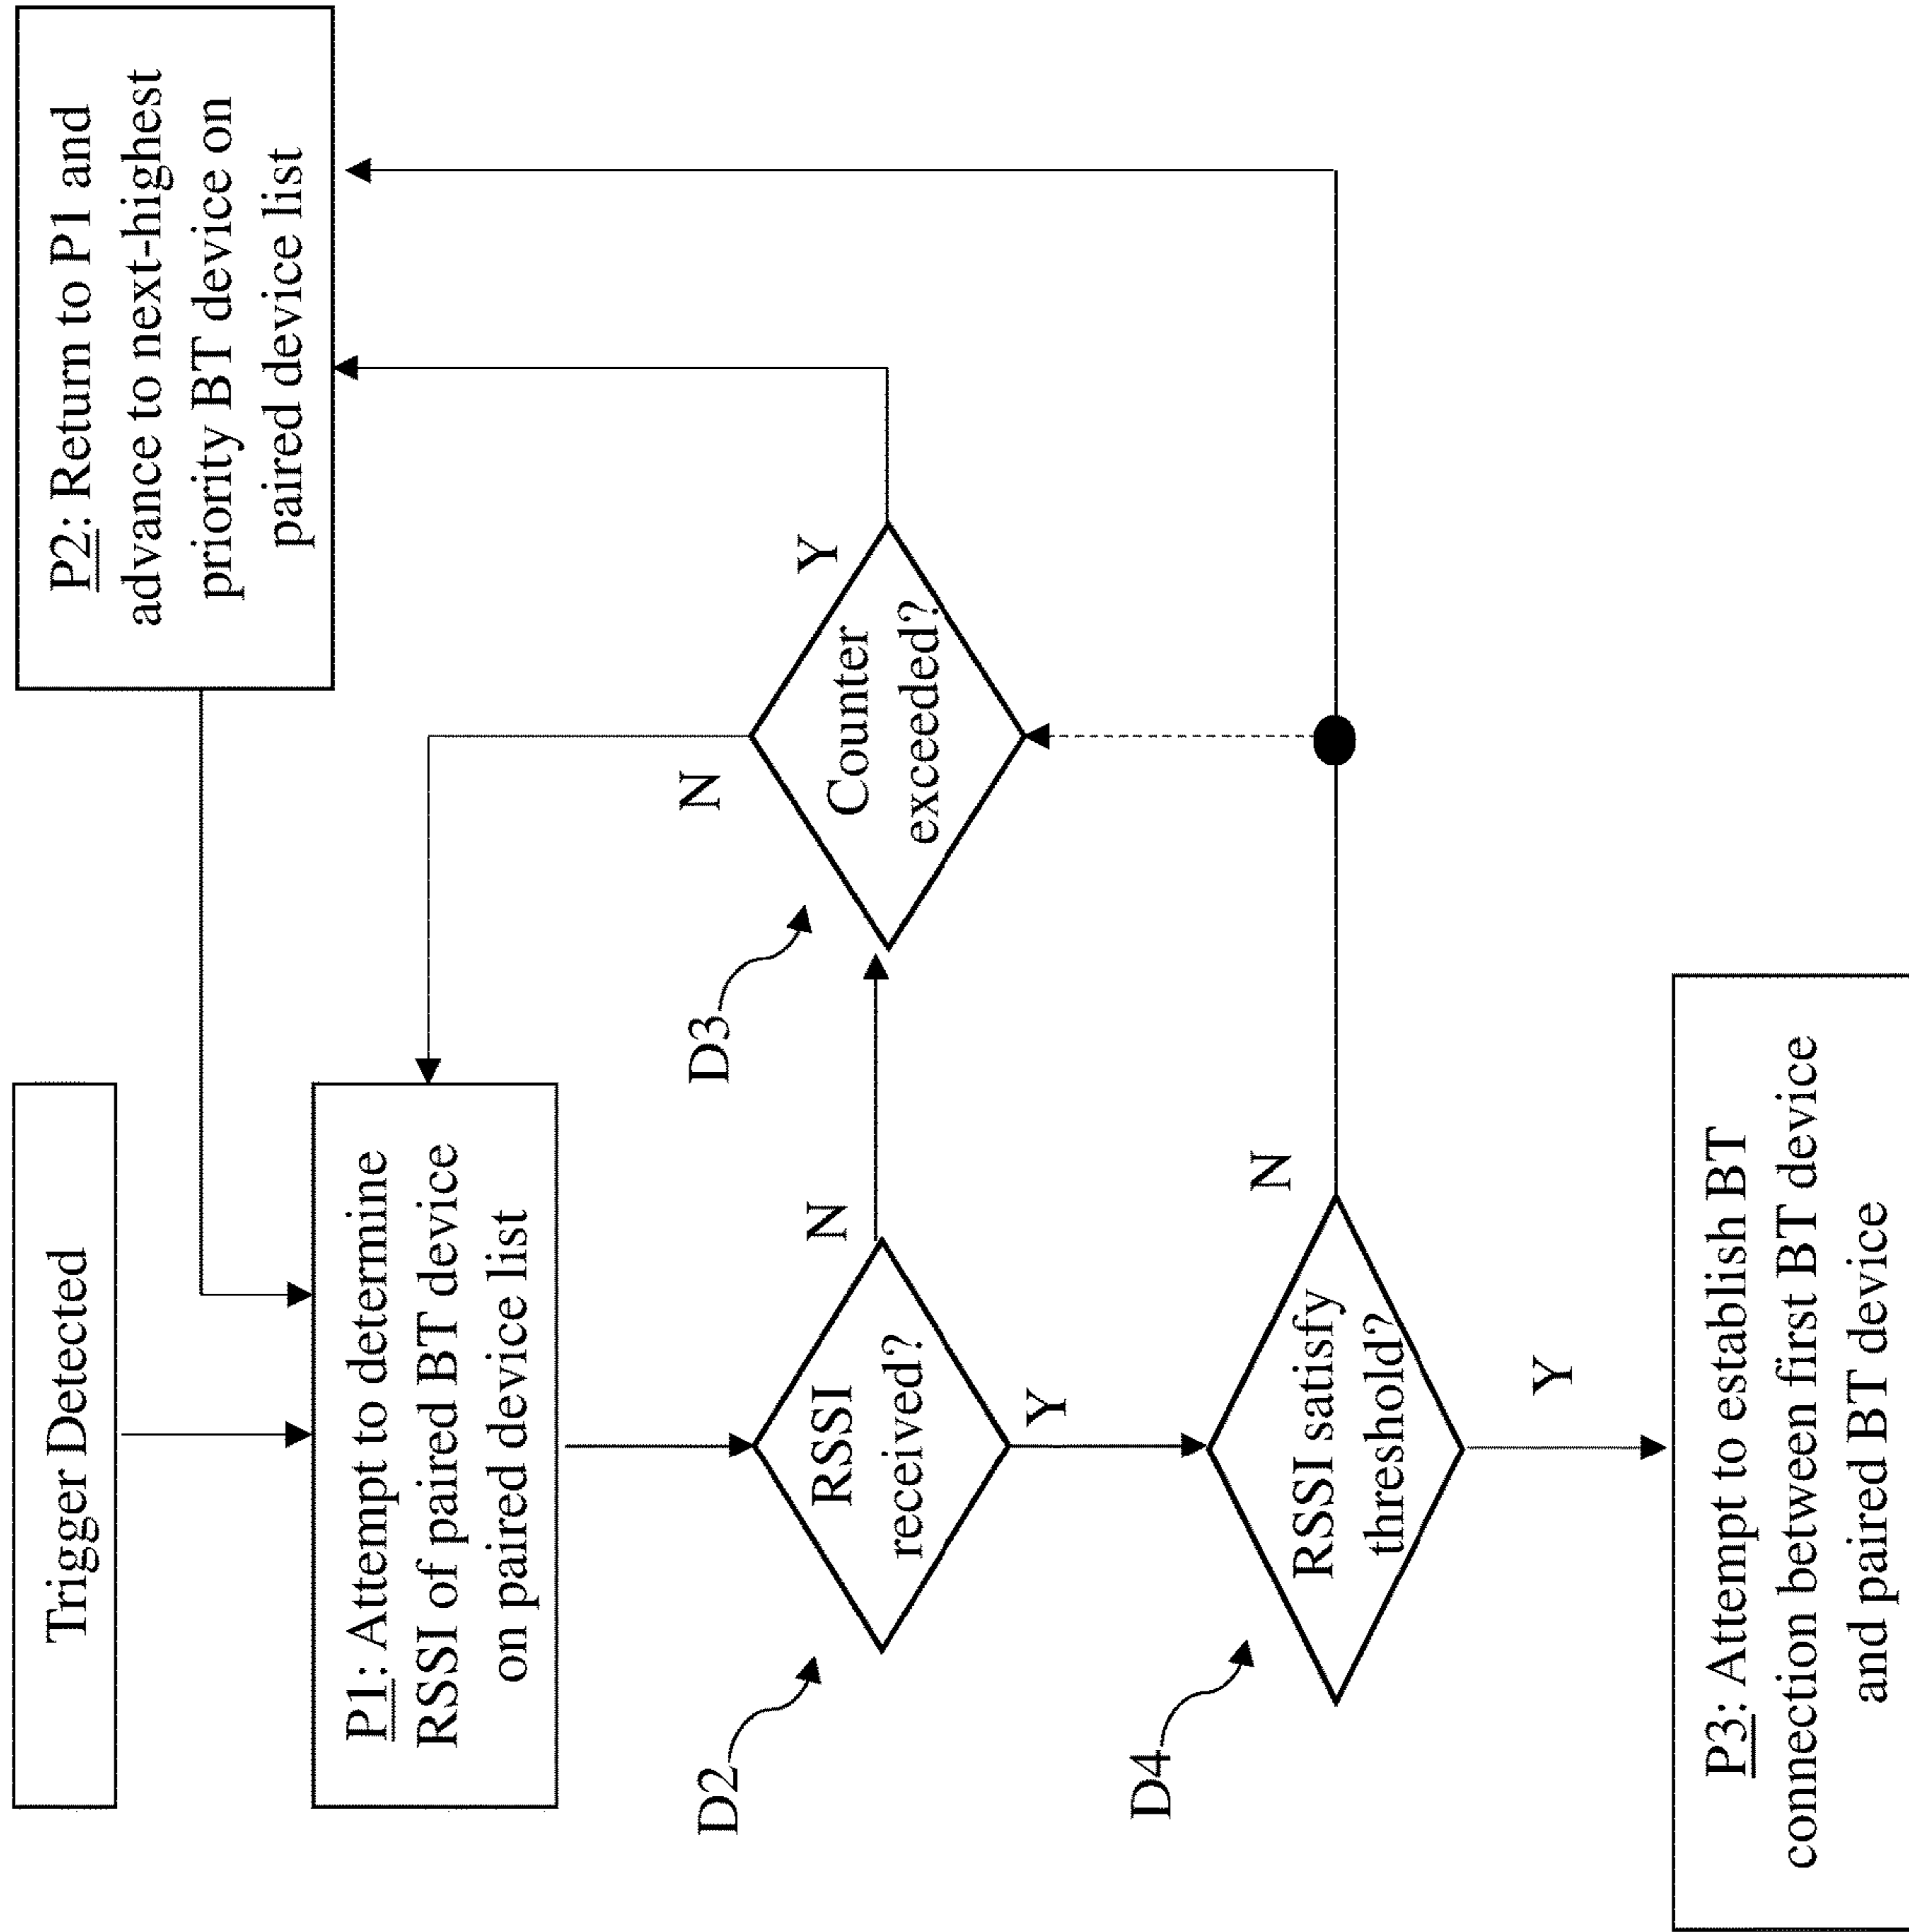 Trigger Detected
P1: Attempt to determine
RSSI of paired BT device
on paired device list
P2: Return to P1 and
advance to next-highest
priority BT device on
paired device list
D2
RSSI
received?
N
Y
D3
Counter
exceeded?
N
Y
D4
RSSI satisfy
threshold?
N
Y
P3: Attempt to establish BT
connection between first BT device
and paired BT device